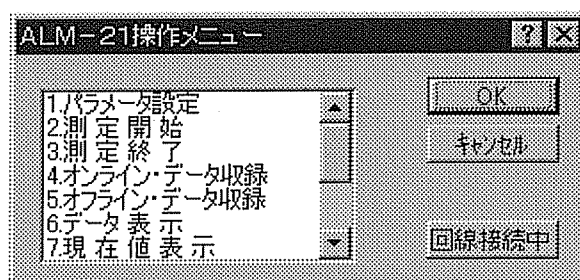 ALM-21操作メニュー
1.パラメータ設定
2.測 定 開 始
3.測 定 終 了
4.オンライン・データ収録
5.オフライン・データ収録
6.データ 表 示
7.現 在 値 表 示
OK
キャンセル
回線接続中